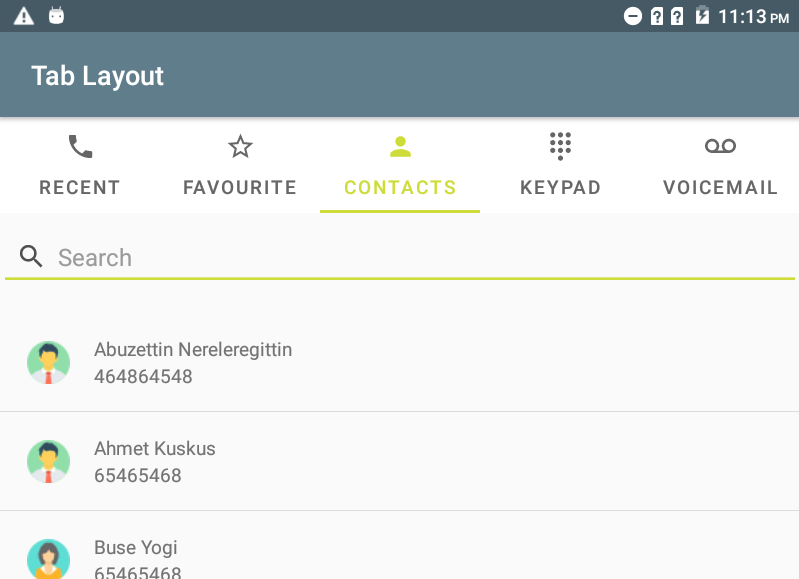 11:13 PM
Tab Layout
RECENT
FAVOURITE
CONTACTS
KEYPAD
VOICEMAIL
Search
Abuzettin Nereleregittin
464864548
Ahmet Kuskus
65465468
Buse Yogi
65465468